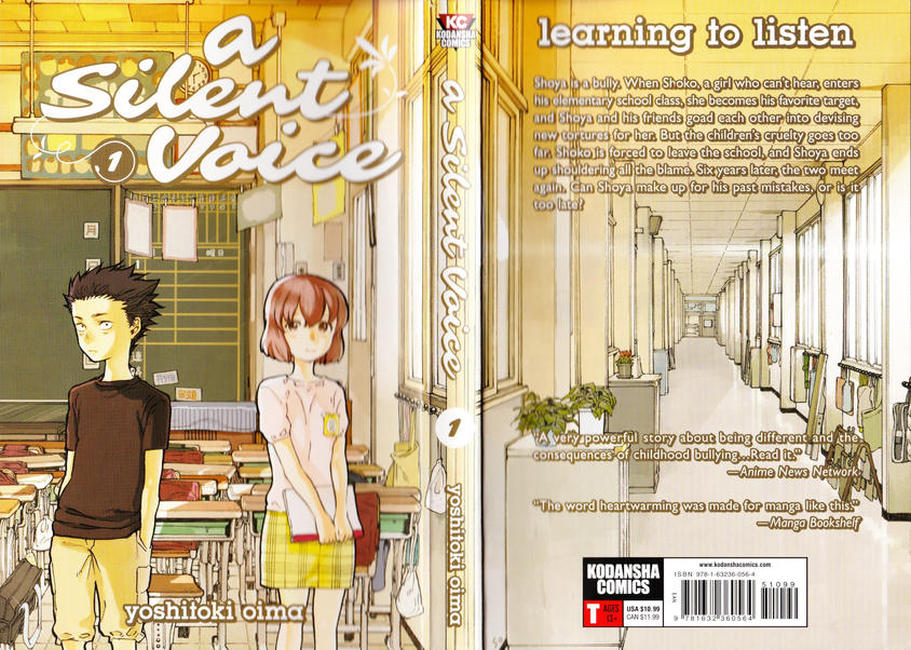 a
Silent
Voice
1
月
yoshitoki oima
KC
KODANSHA
COMICS
a Silent Voice
1
yoshitoki oima
learning to listen
Shoya is a bully. When Shoko, a girl who can't hear, enters
his elementary school class, she becomes his favorite target,
and Shoya and his friends goad each other into devising
new tortures for her. But the children's cruelty goes too
far. Shoko is forced to leave the school, and Shoya ends
up shouldering all the blame. Six years later, the two meet
again. Can Shoya make up for his past mistakes, or is it
too late?
"A very powerful story about being different and the
consequences of childhood bullying...Read it."
—Anime News Network
"The word heartwarming was made for manga like this."
—Manga Bookshelf
KODANSHA
COMICS
T AGES
13+
USA $10.99
CAN $11.99
www.kodanshacomics.com
ISBN 978-1-63236-056-4
51099
EAN
9 781632 360564